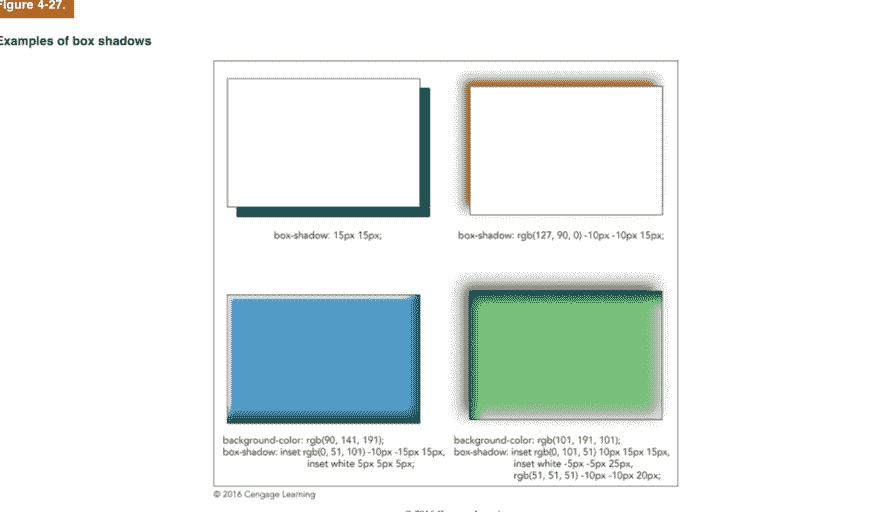 Figure 4-27.
Examples of box shadows
box-shadow: 15px 15px;
box-shadow: rgb(127, 90, 0) -10px -10px 15px;
background-color: rgb(90, 141, 191);
box-shadow: inset rgb(0, 51, 101) -10px -15px 15px,
inset white 5px 5px 5px;
background-color: rgb(101, 191, 101);
box-shadow: inset rgb(0, 101, 51) 10px 15px 15px,
inset white -5px -5px 25px,
rgb(51, 51, 51) -10px -10px 20px;
© 2016 Cengage Learning